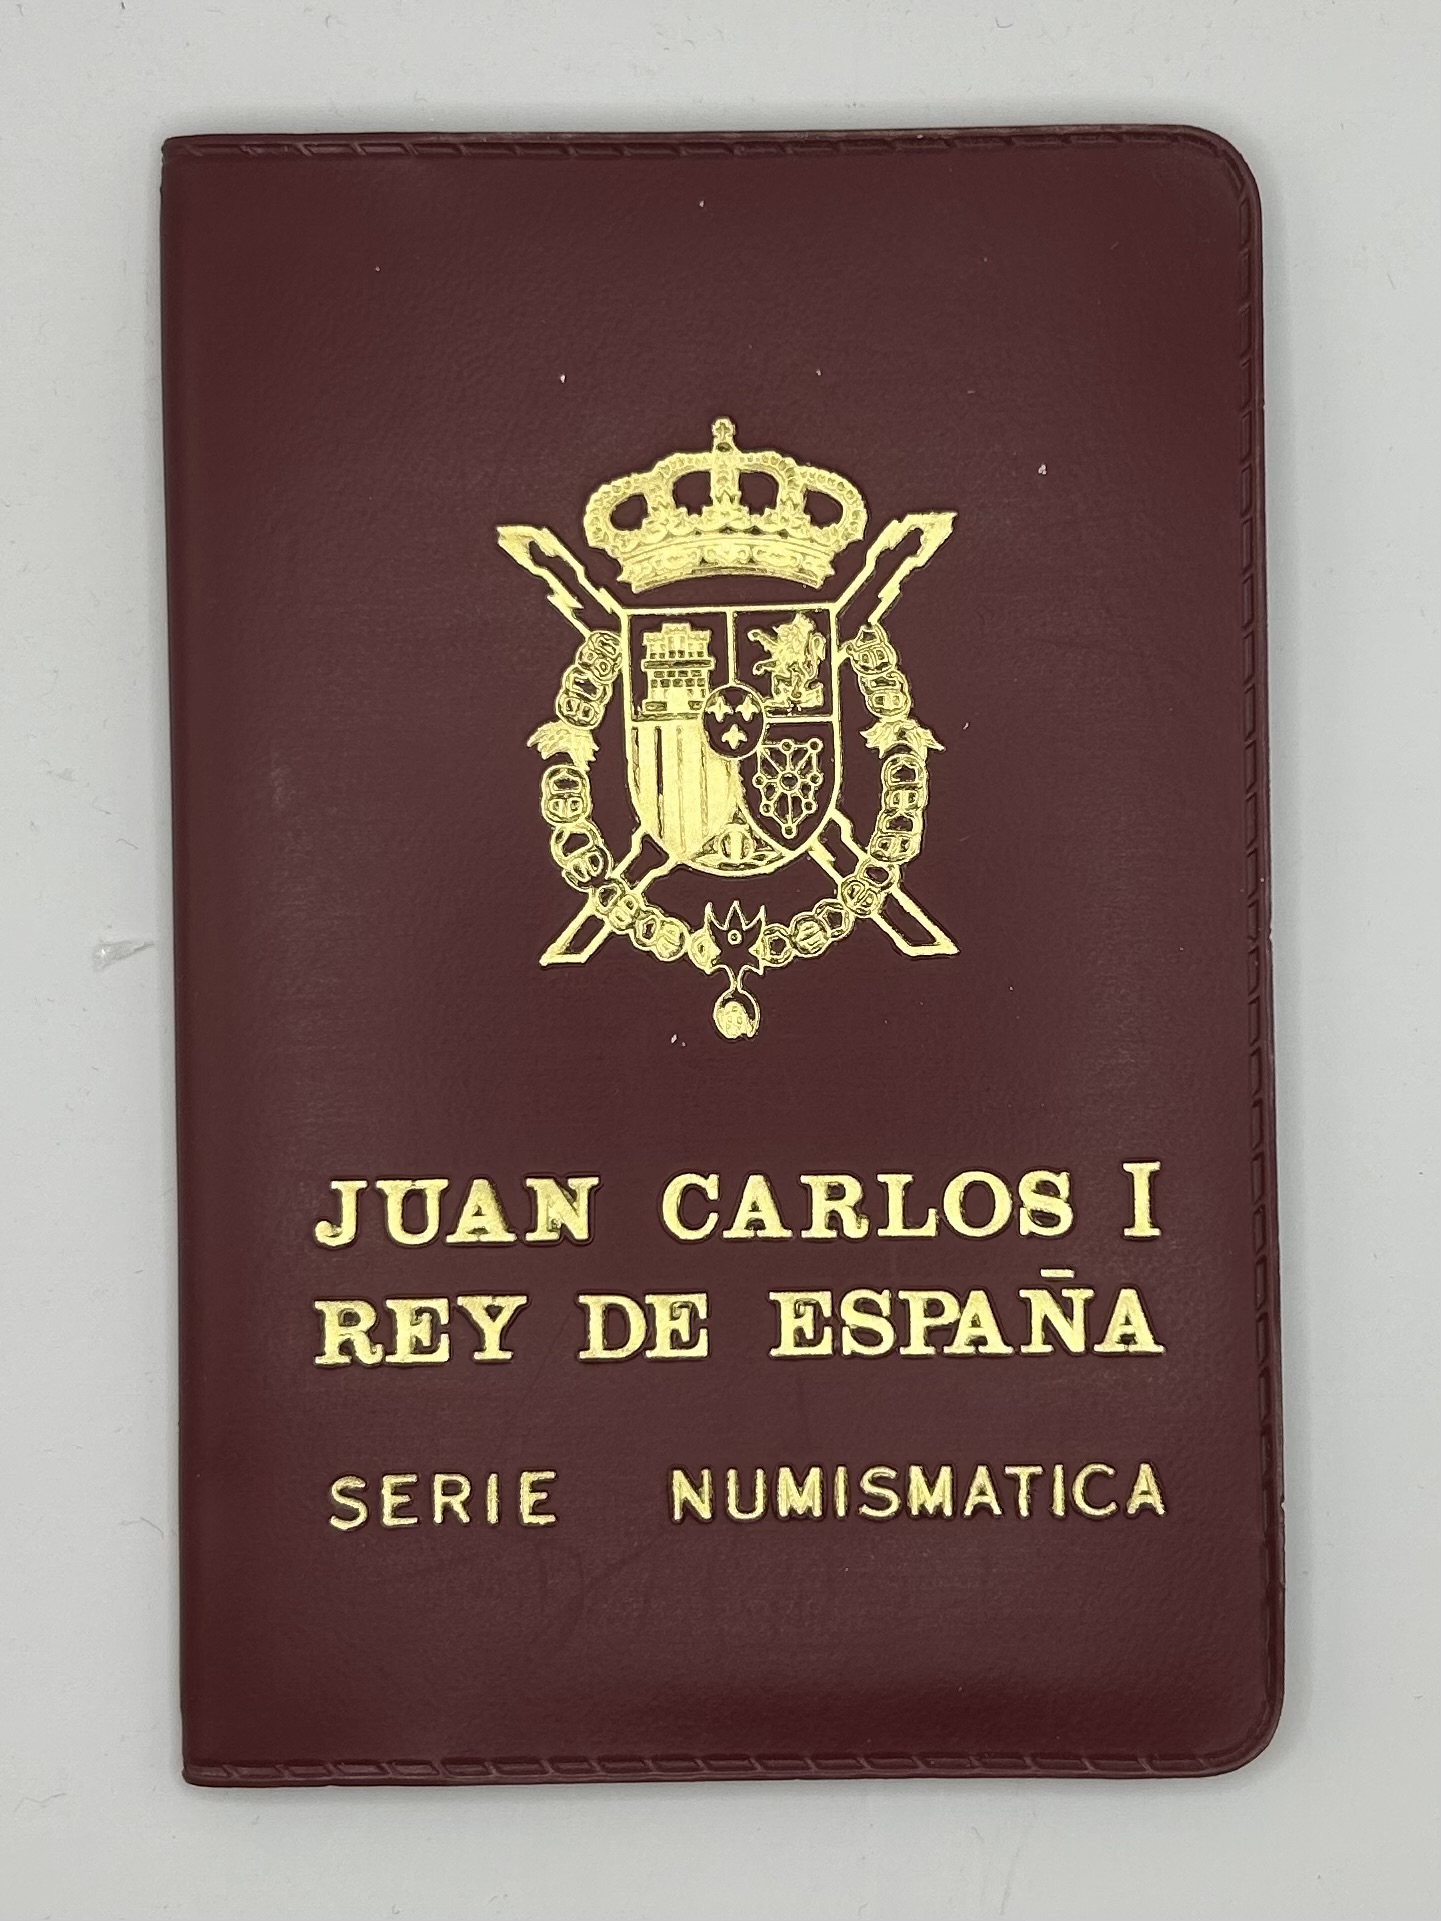 JUAN CARLOS I
REY DE ESPAÑA
SERIE NUMISMATICA